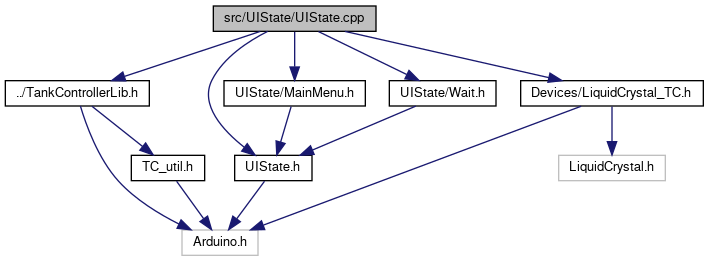 src/UIState/UIState.cpp
../TankControllerLib.h
UIState/MainMenu.h
UIState/Wait.h
Devices/LiquidCrystal_TC.h
TC_util.h
UIState.h
LiquidCrystal.h
Arduino.h